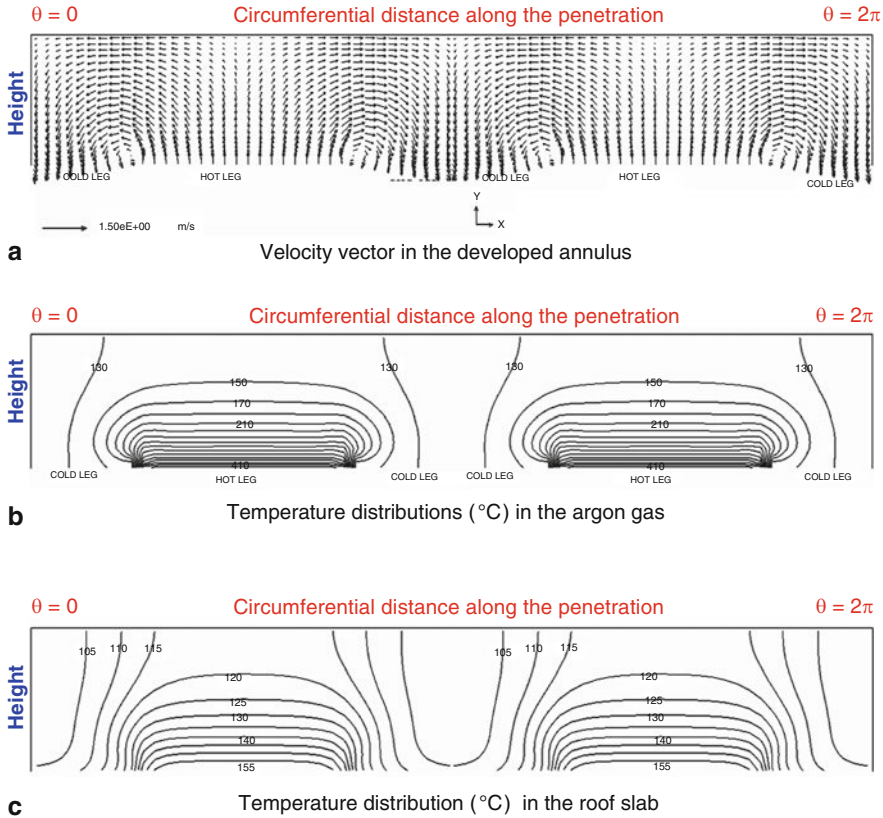 θ = 0 Circumferential distance along the penetration θ = 2π
Height
COLD LEG HOT LEG COLD LEG HOT LEG COLD LEG
Y
X
1.50eE+00 m/s
a Velocity vector in the developed annulus
θ = 0 Circumferential distance along the penetration θ = 2π
Height
130 130 130 130
150 150
170 170
210 210
410 410
COLD LEG HOT LEG COLD LEG COLD LEG HOT LEG COLD LEG
b Temperature distributions (°C) in the argon gas
θ = 0 Circumferential distance along the penetration θ = 2π
Height
105 110 115 105 110 115
120 120
125 125
130 130
140 140
155 155
c Temperature distribution (°C) in the roof slab